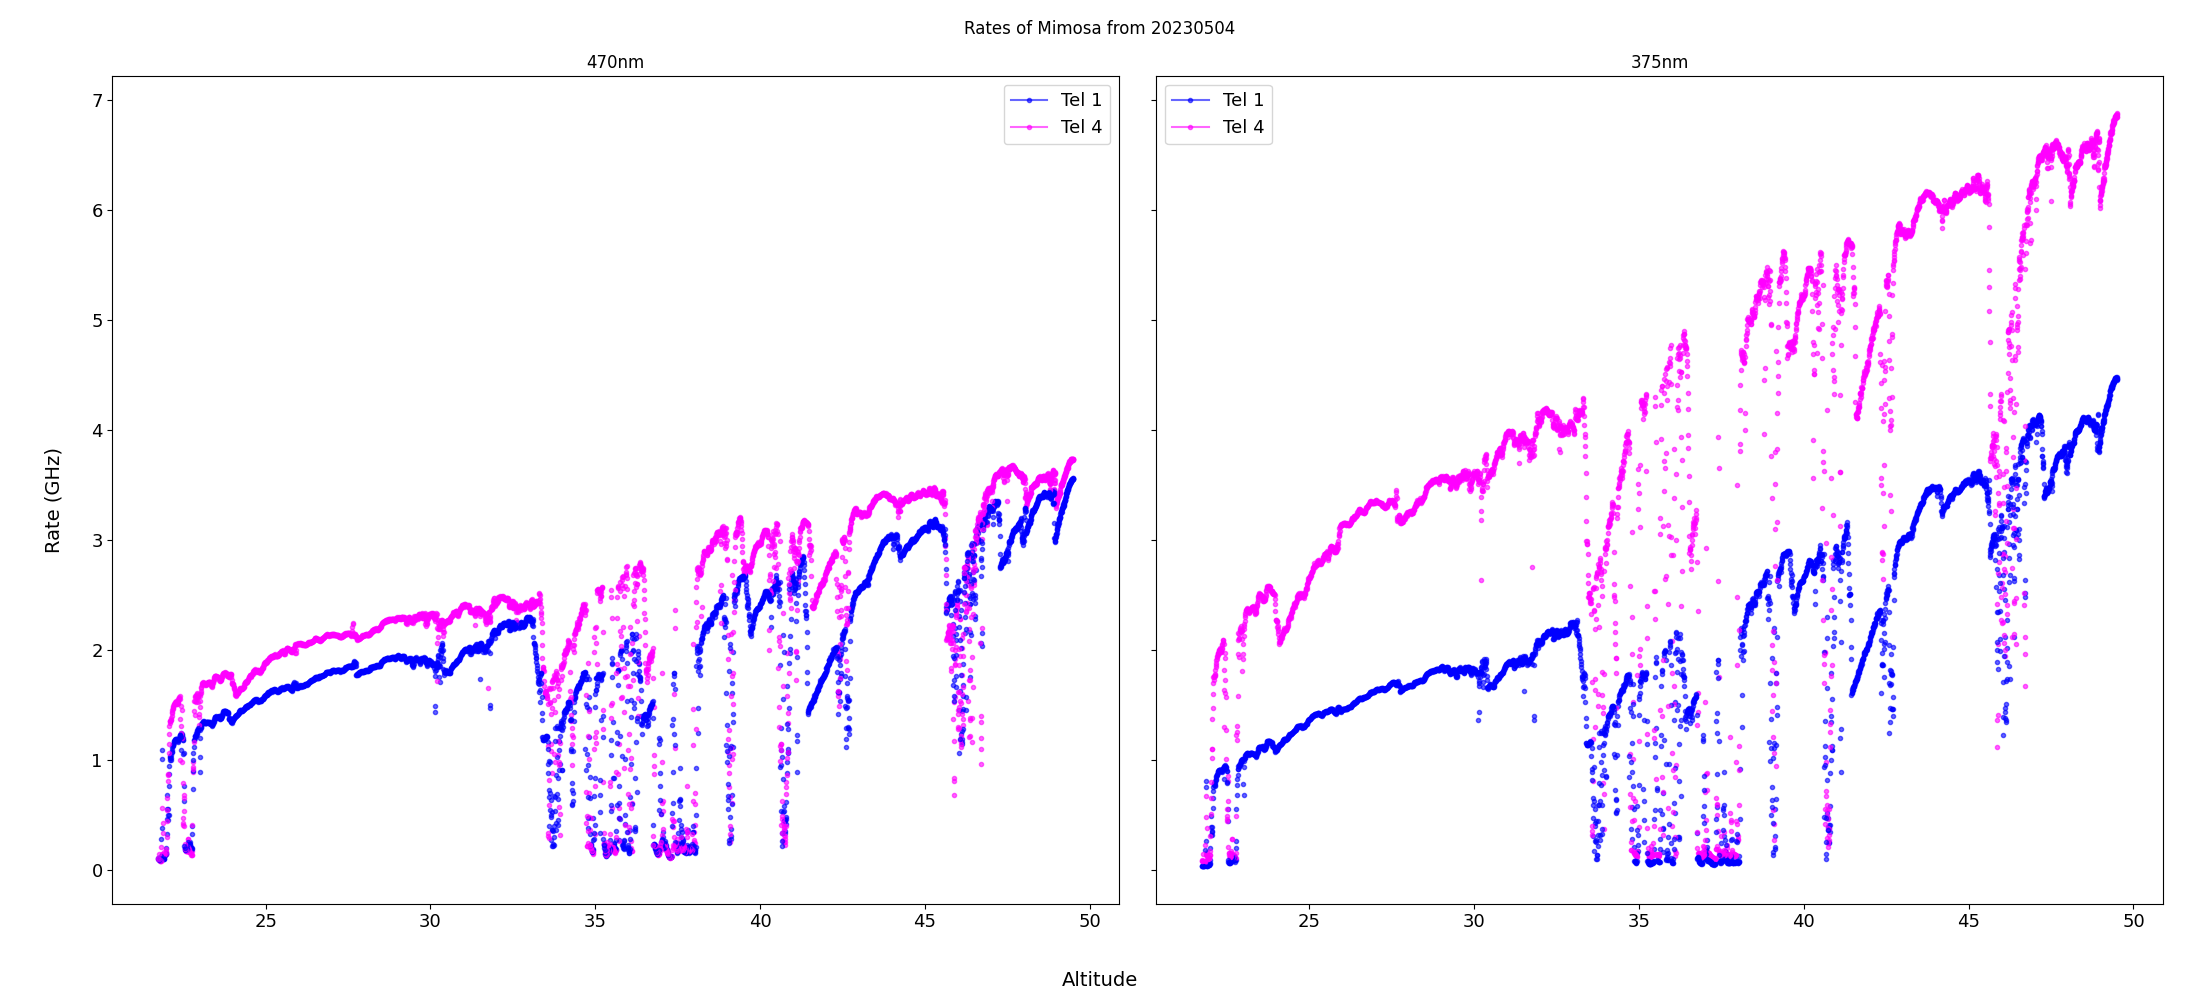 Rates of Mimosa from 20230504
470nm
375nm
Tel 1
Tel 4
Tel 1
Tel 4
Rate (GHz)
7
6
5
4
3
2
1
0
25 30 35 40 45 50
25 30 35 40 45 50
Altitude